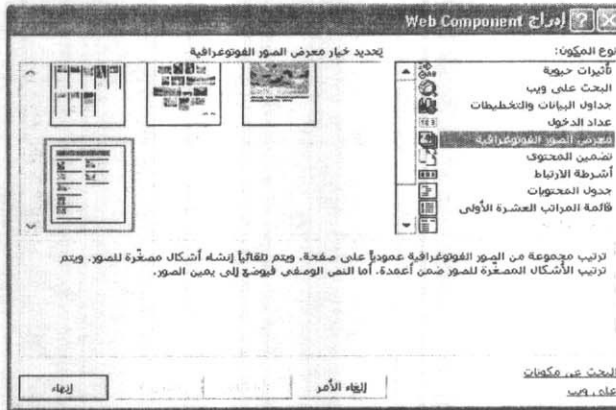 إدراج Web Component
نوع المكون:
تأثيرات حيوية
البحث على ويب
جداول البيانات والتخطيطات
عداد الدخول
معرض الصور الفوتوغرافية
تضمين المحتوى
أشرطة الارتباط
جدول المحتويات
قائمة المراتب العشرة الأولى
تحديد خيار معرض الصور الفوتوغرافية
ترتيب مجموعة من الصور الفوتوغرافية عمودياً على صفحة. ويتم تلقائياً إنشاء أشكال مصغّرة للصور. ويتم
ترتيب الأشكال المصغّرة للصور ضمن أعمدة. أما النص الوصفي فيوضع إلى يمين الصور.
البحث عن مكونات
على ويب
إلغاء الأمر
إنهاء